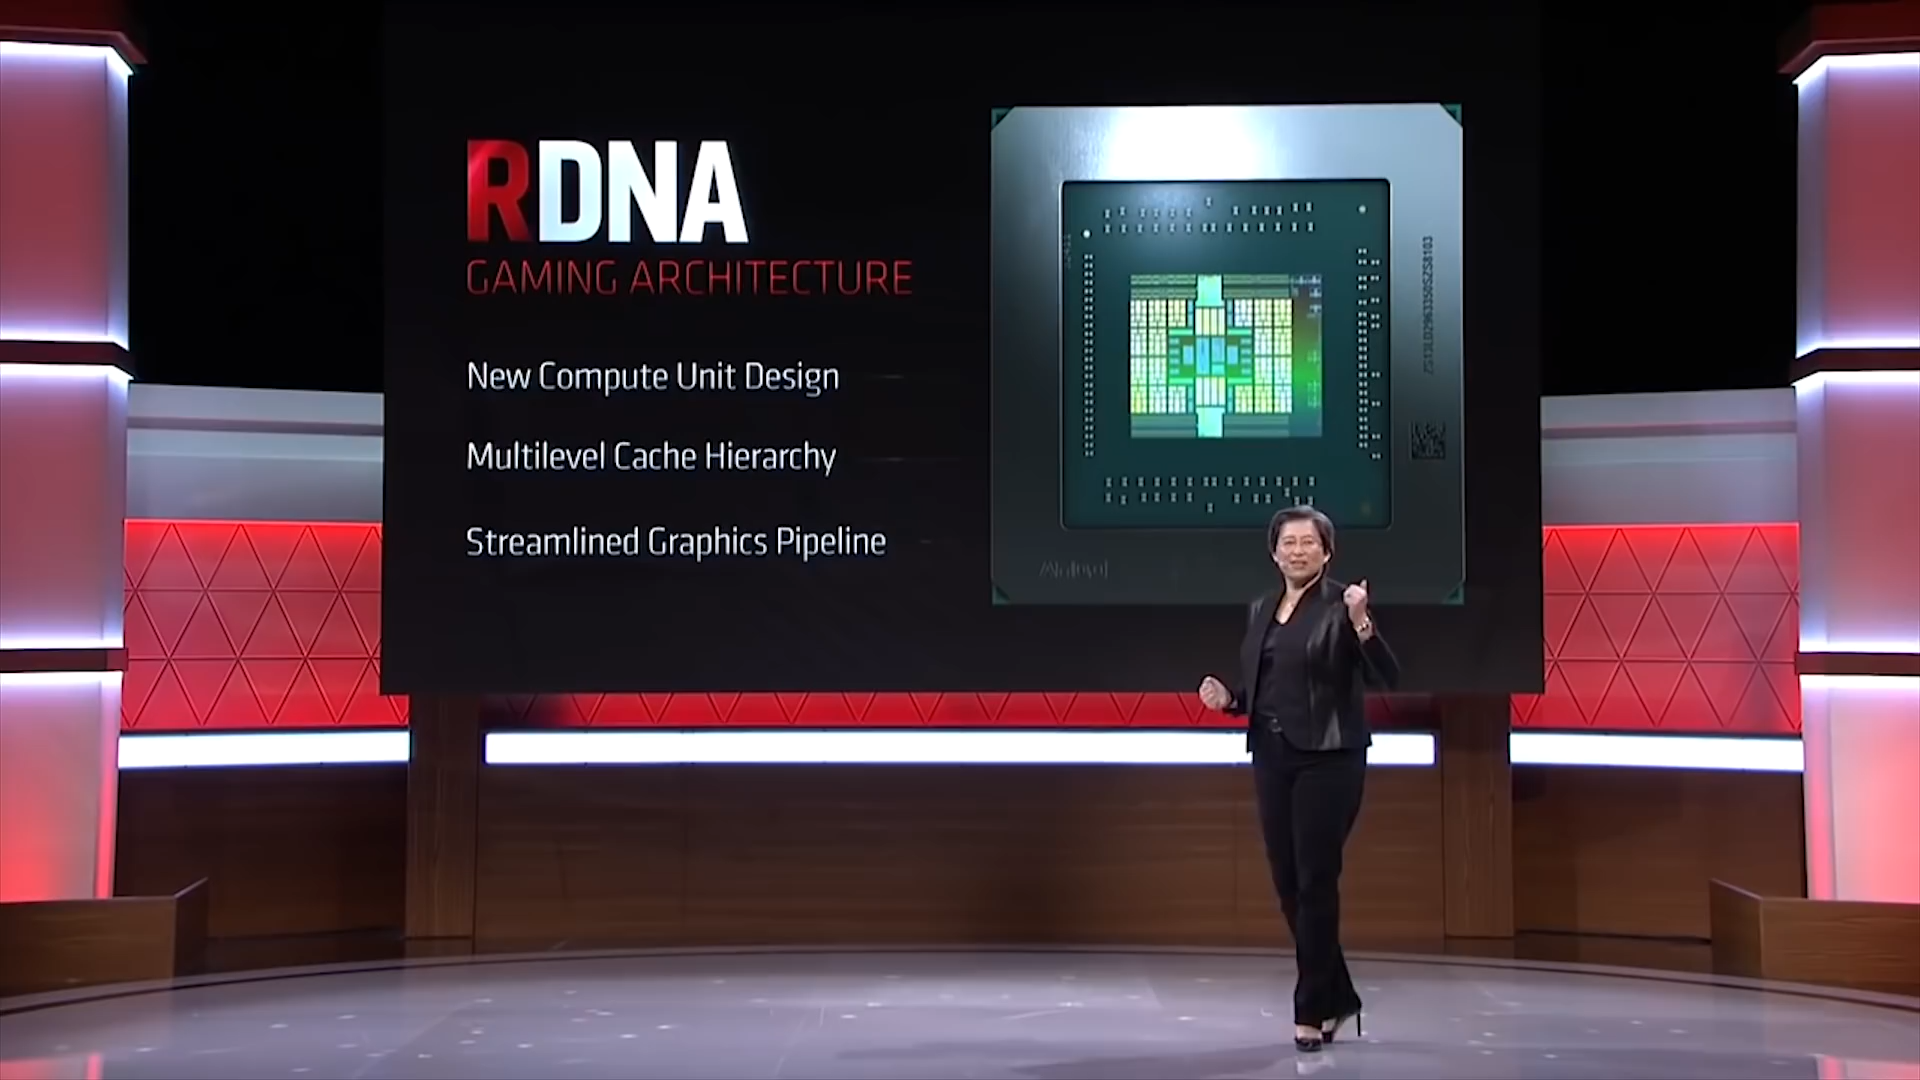 RDNA
GAMING ARCHITECTURE
New Compute Unit Design
Multilevel Cache Hierarchy
Streamlined Graphics Pipeline